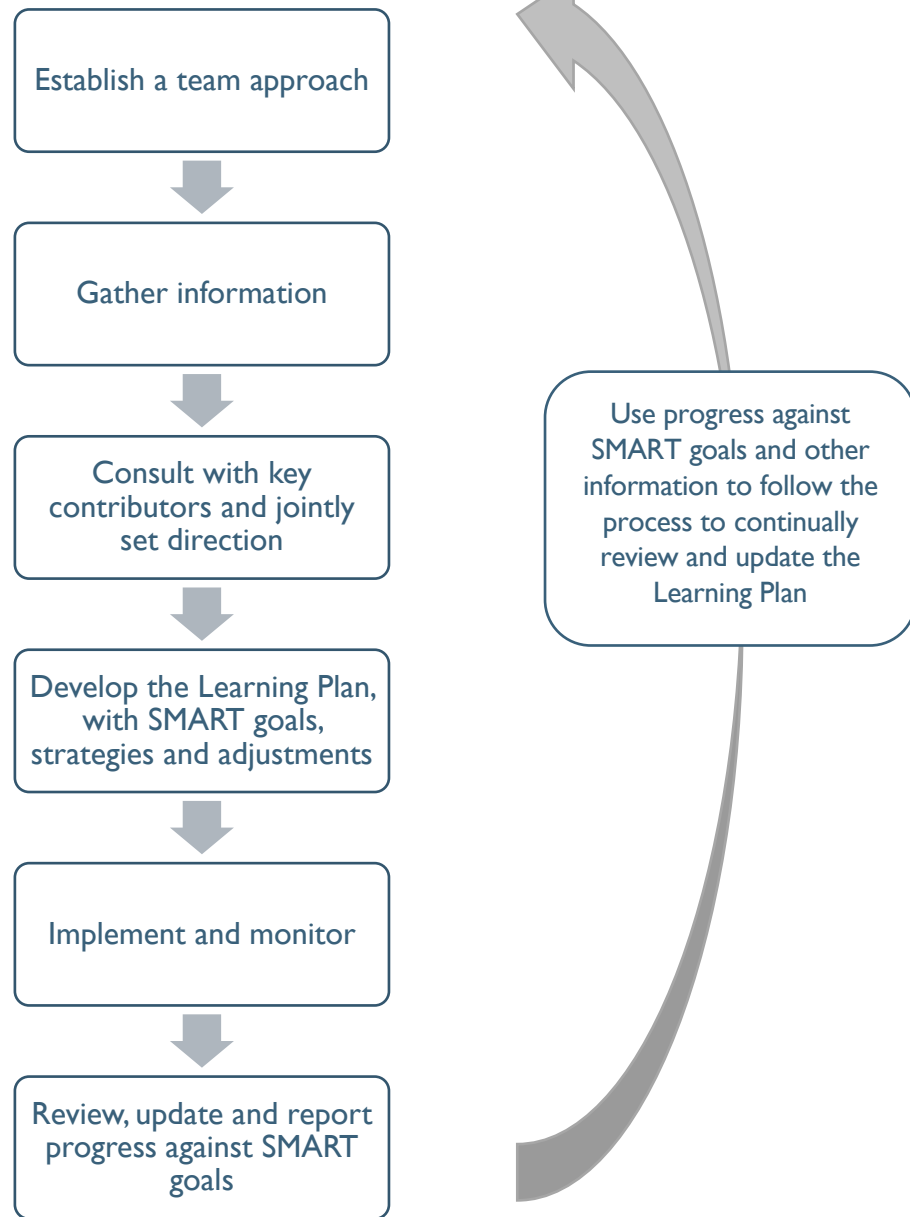 Establish a team approach
Gather information
Consult with key
contributors and jointly
set direction
Develop the Learning Plan,
with SMART goals,
strategies and adjustments
Implement and monitor
Review, update and report
progress against SMART
goals
Use progress against
SMART goals and other
information to follow the
process to continually
review and update the
Learning Plan